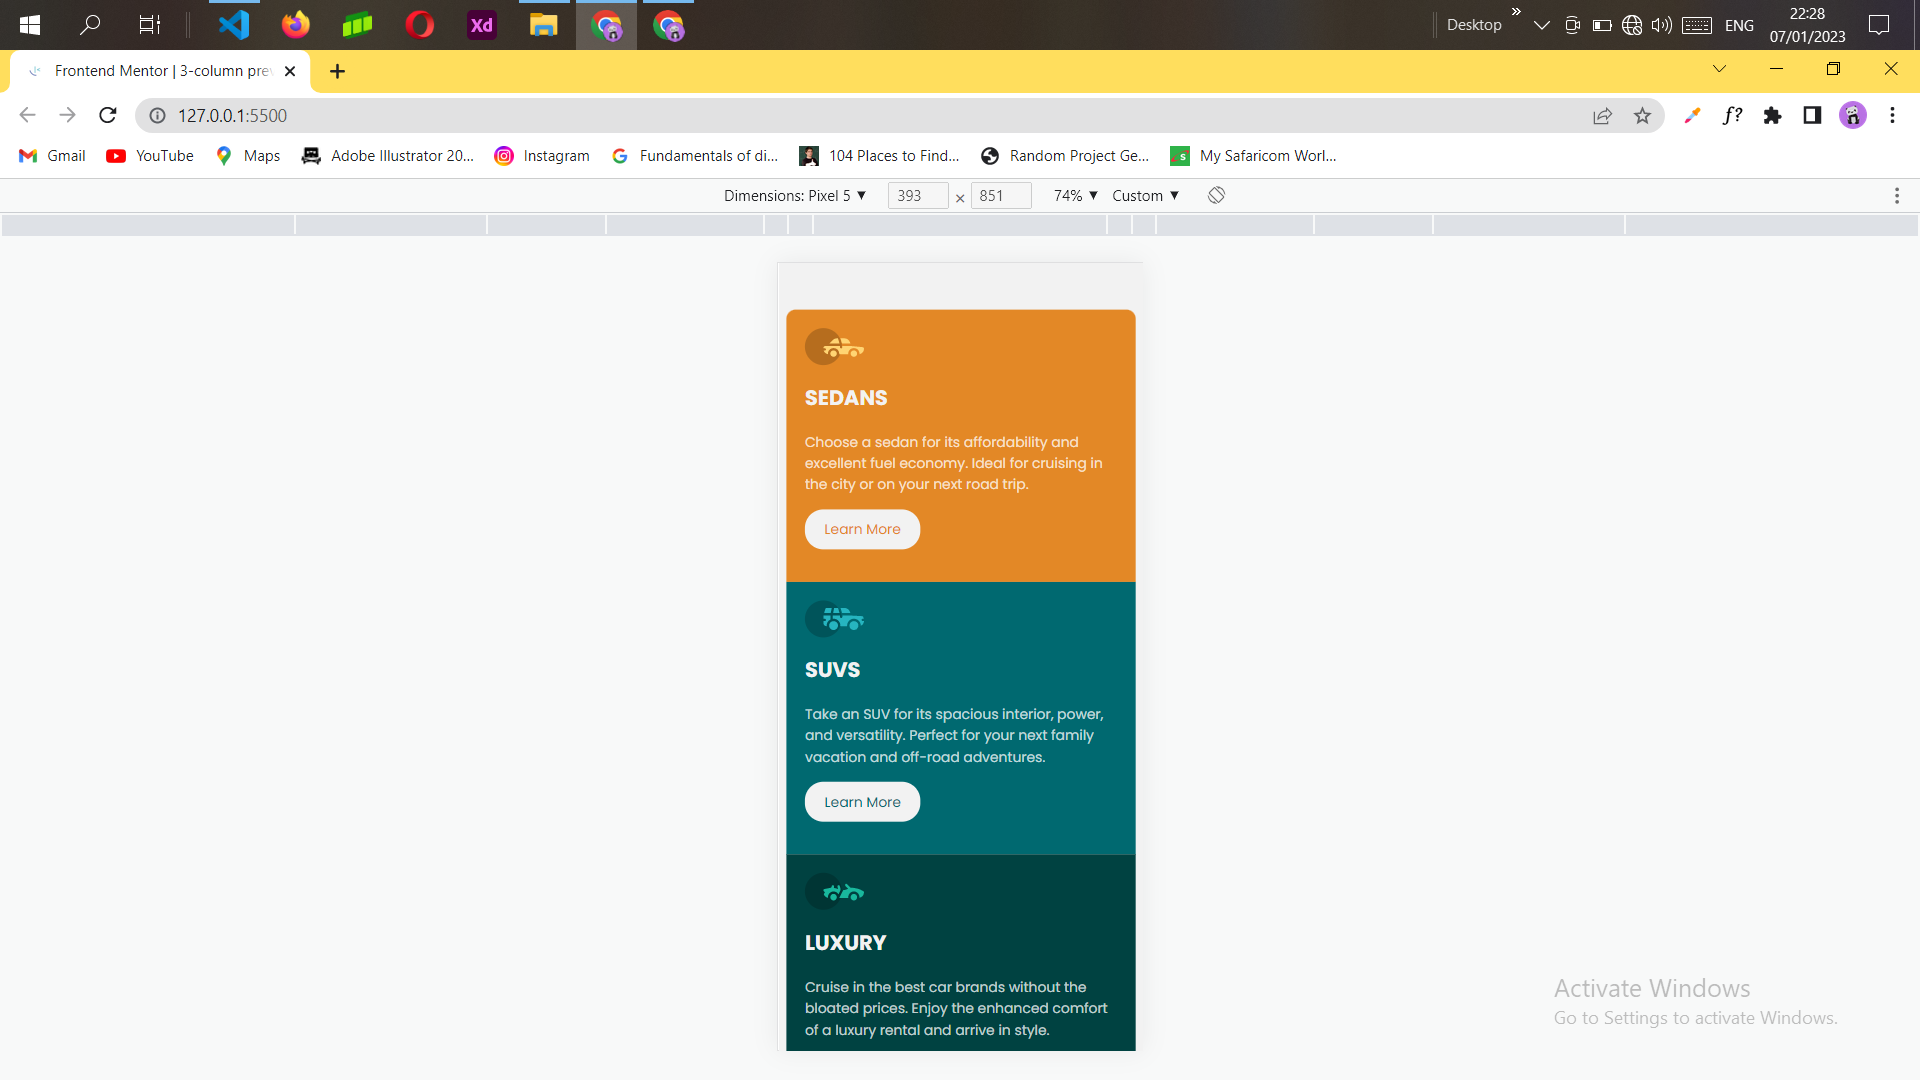 Xd
Desktop
»
ENG
22:28
07/01/2023
Frontend Mentor | 3-column pre
127.0.0.1:5500
f?
Gmail
YouTube
Maps
Adobe Illustrator 20...
Instagram
Fundamentals of di...
104 Places to Find...
Random Project Ge...
My Safaricom Worl...
Dimensions: Pixel 5 ▼
393 × 851
74% ▼
Custom ▼
SEDANS
Choose a sedan for its affordability and
excellent fuel economy. Ideal for cruising in
the city or on your next road trip.
Learn More
SUVS
Take an SUV for its spacious interior, power,
and versatility. Perfect for your next family
vacation and off-road adventures.
Learn More
LUXURY
Cruise in the best car brands without the
bloated prices. Enjoy the enhanced comfort
of a luxury rental and arrive in style.
Activate Windows
Go to Settings to activate Windows.